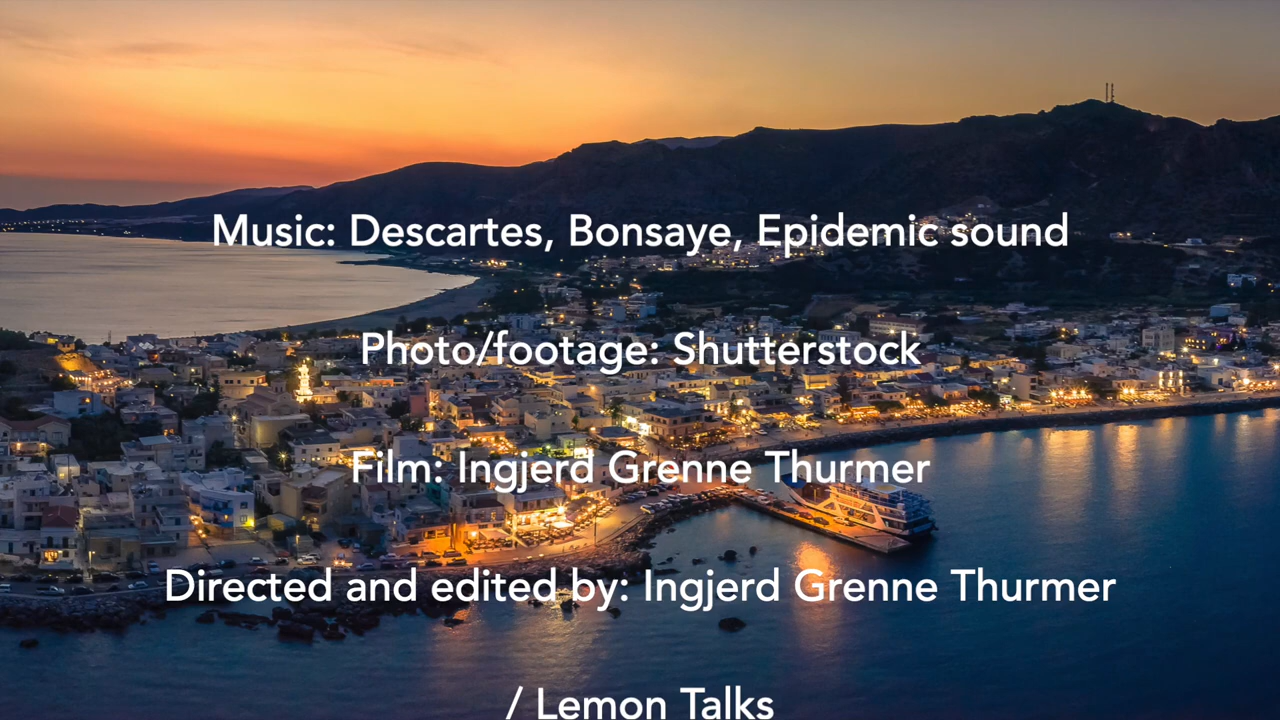 Music: Descartes, Bonsaye, Epidemic sound
Photo/footage: Shutterstock
Film: Ingjerd Grenne Thurmer
Directed and edited by: Ingjerd Grenne Thurmer
/ Lemon Talks